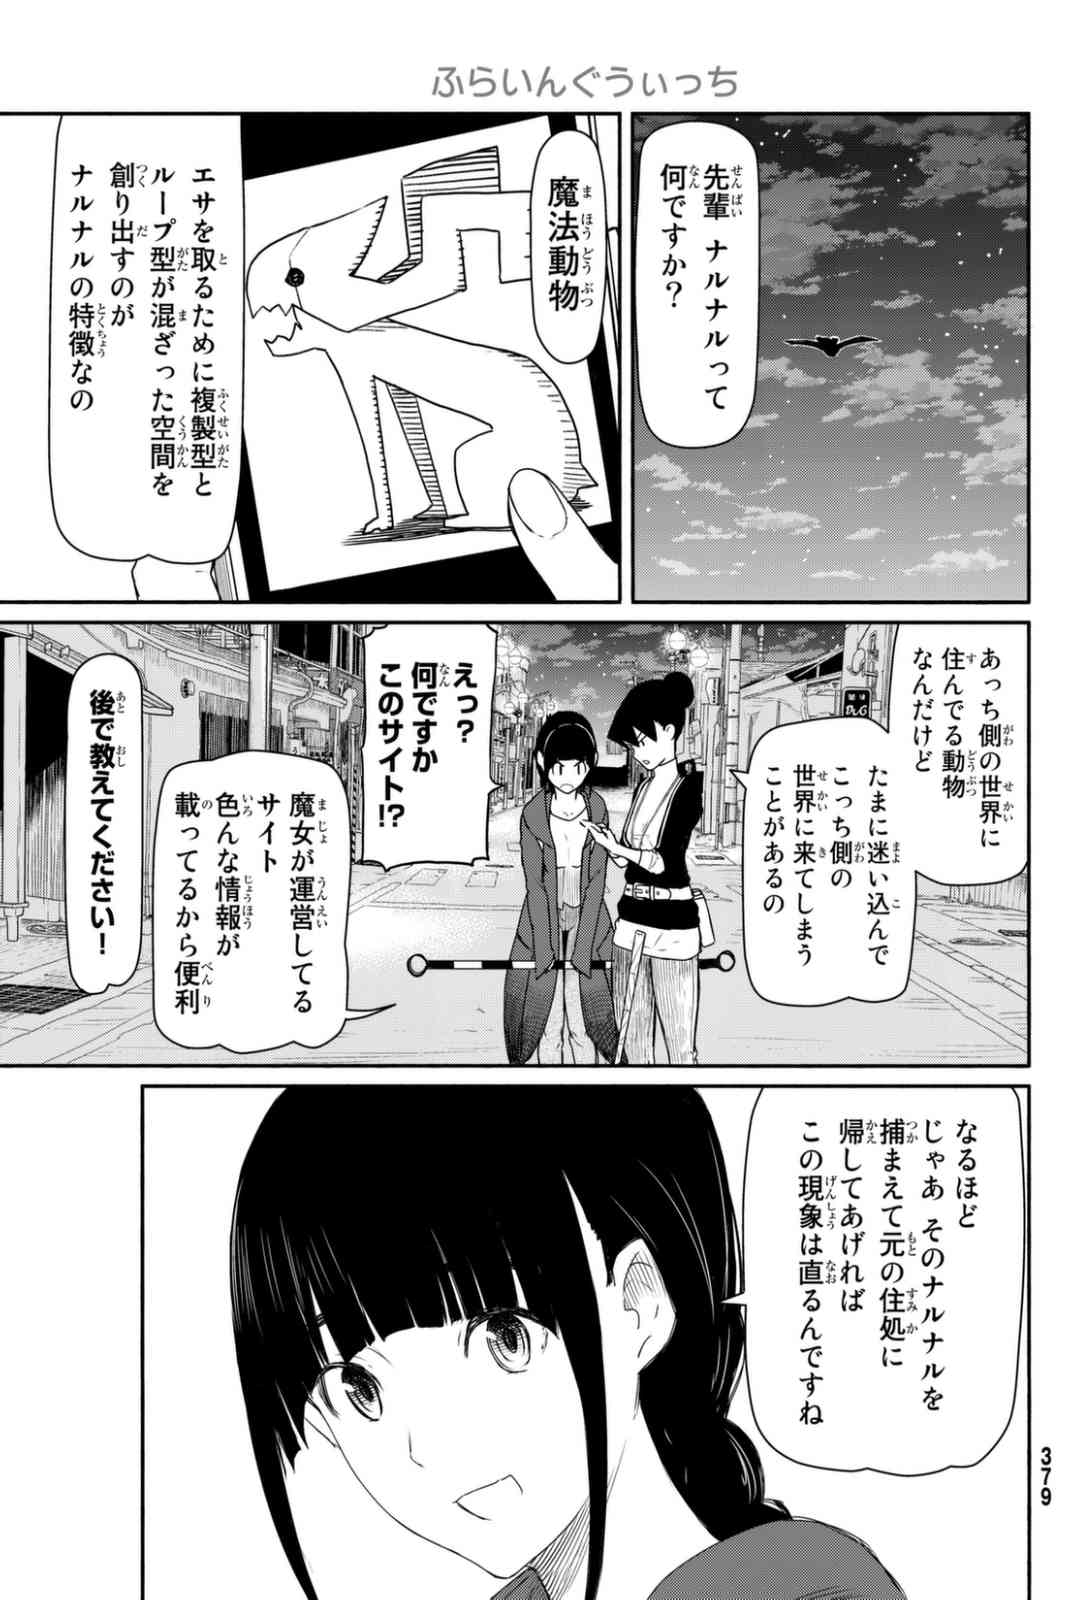 ふらいんぐうぃっち
先輩 ナルナルって
何ですか?
魔法動物
エサを取るために複製型と
ループ型が混ざった空間を
創り出すのが
ナルナルの特徴なの
あっち側の世界に
住んでる動物
なんだけど
たまに迷い込んで
こっち側の
世界に来てしまう
ことがあるの
えっ?
何ですか
このサイト!?
魔女が運営してる
サイト
色んな情報が
載ってるから便利
後で教えてください!
なるほど
じゃあ そのナルナルを
捕まえて元の住処に
帰してあげれば
この現象は直るんですね
379